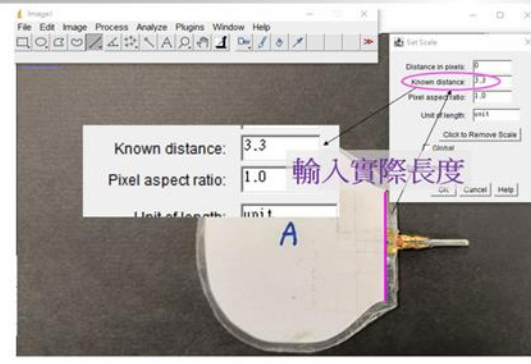 ImageJ
File Edit Image Process Analyze Plugins Window Help
Dev
Set Scale
Distance in pixels: 0
Known distance: 3.3
Pixel aspect ratio: 1.0
Unit of length: unit
Click to Remove Scale
Global
OK Cancel Help
Known distance: 3.3
Pixel aspect ratio: 1.0
Unit of length: unit
輸入實際長度
A